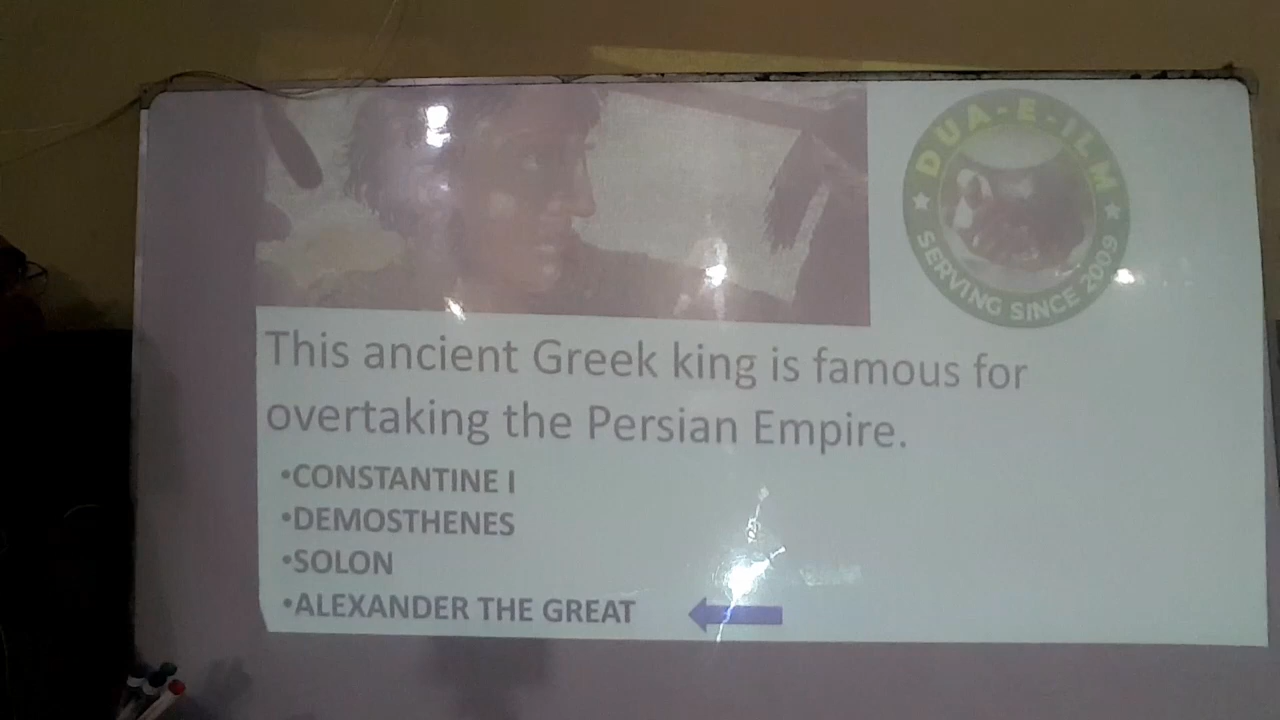 DUA-E-ILM
SERVING SINCE 2009
This ancient Greek king is famous for
overtaking the Persian Empire.
•CONSTANTINE I
•DEMOSTHENES
•SOLON
•ALEXANDER THE GREAT